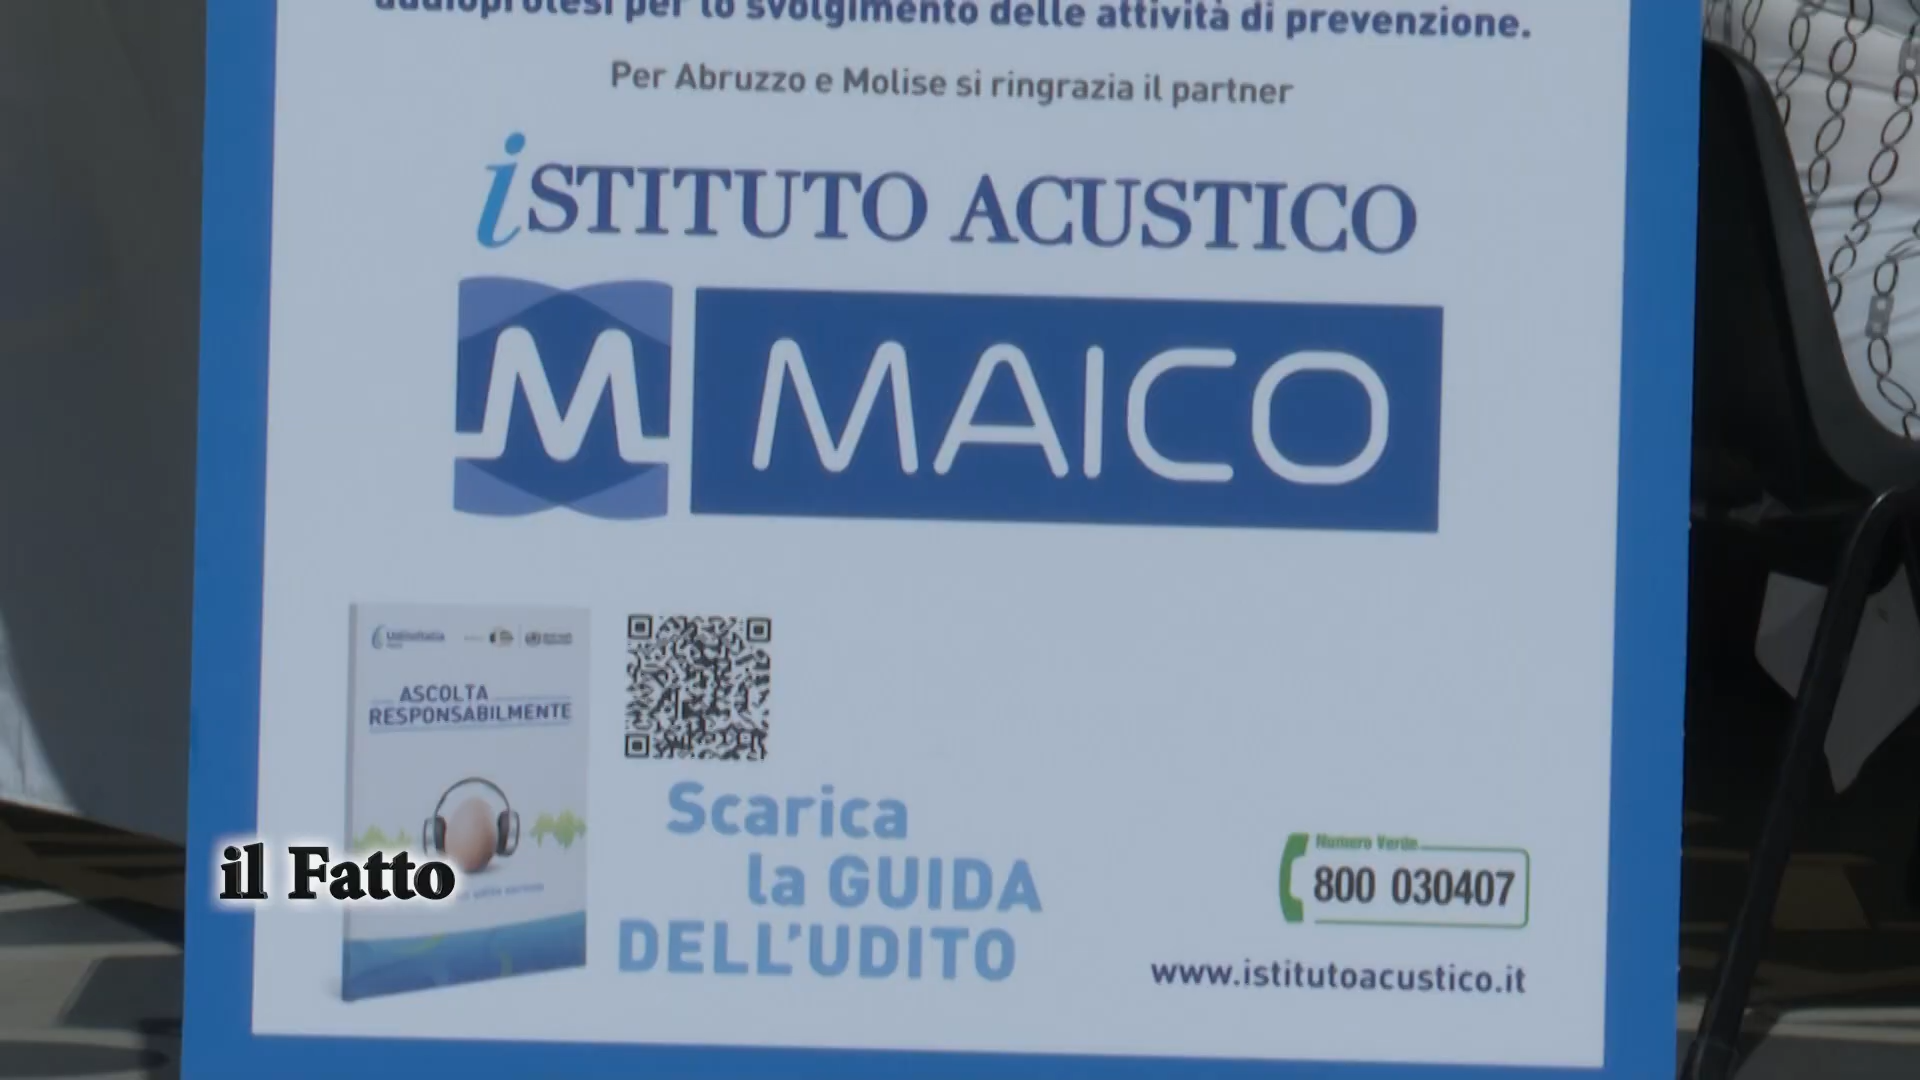 audioprotesi per lo svolgimento delle attività di prevenzione.
Per Abruzzo e Molise si ringrazia il partner
iSTITUTO ACUSTICO
M MAICO
UditoItalia
ASCOLTA
RESPONSABILMENTE
Scarica
la GUIDA
DELL'UDITO
il Fatto
Numero Verde
800 030407
www.istitutoacustico.it